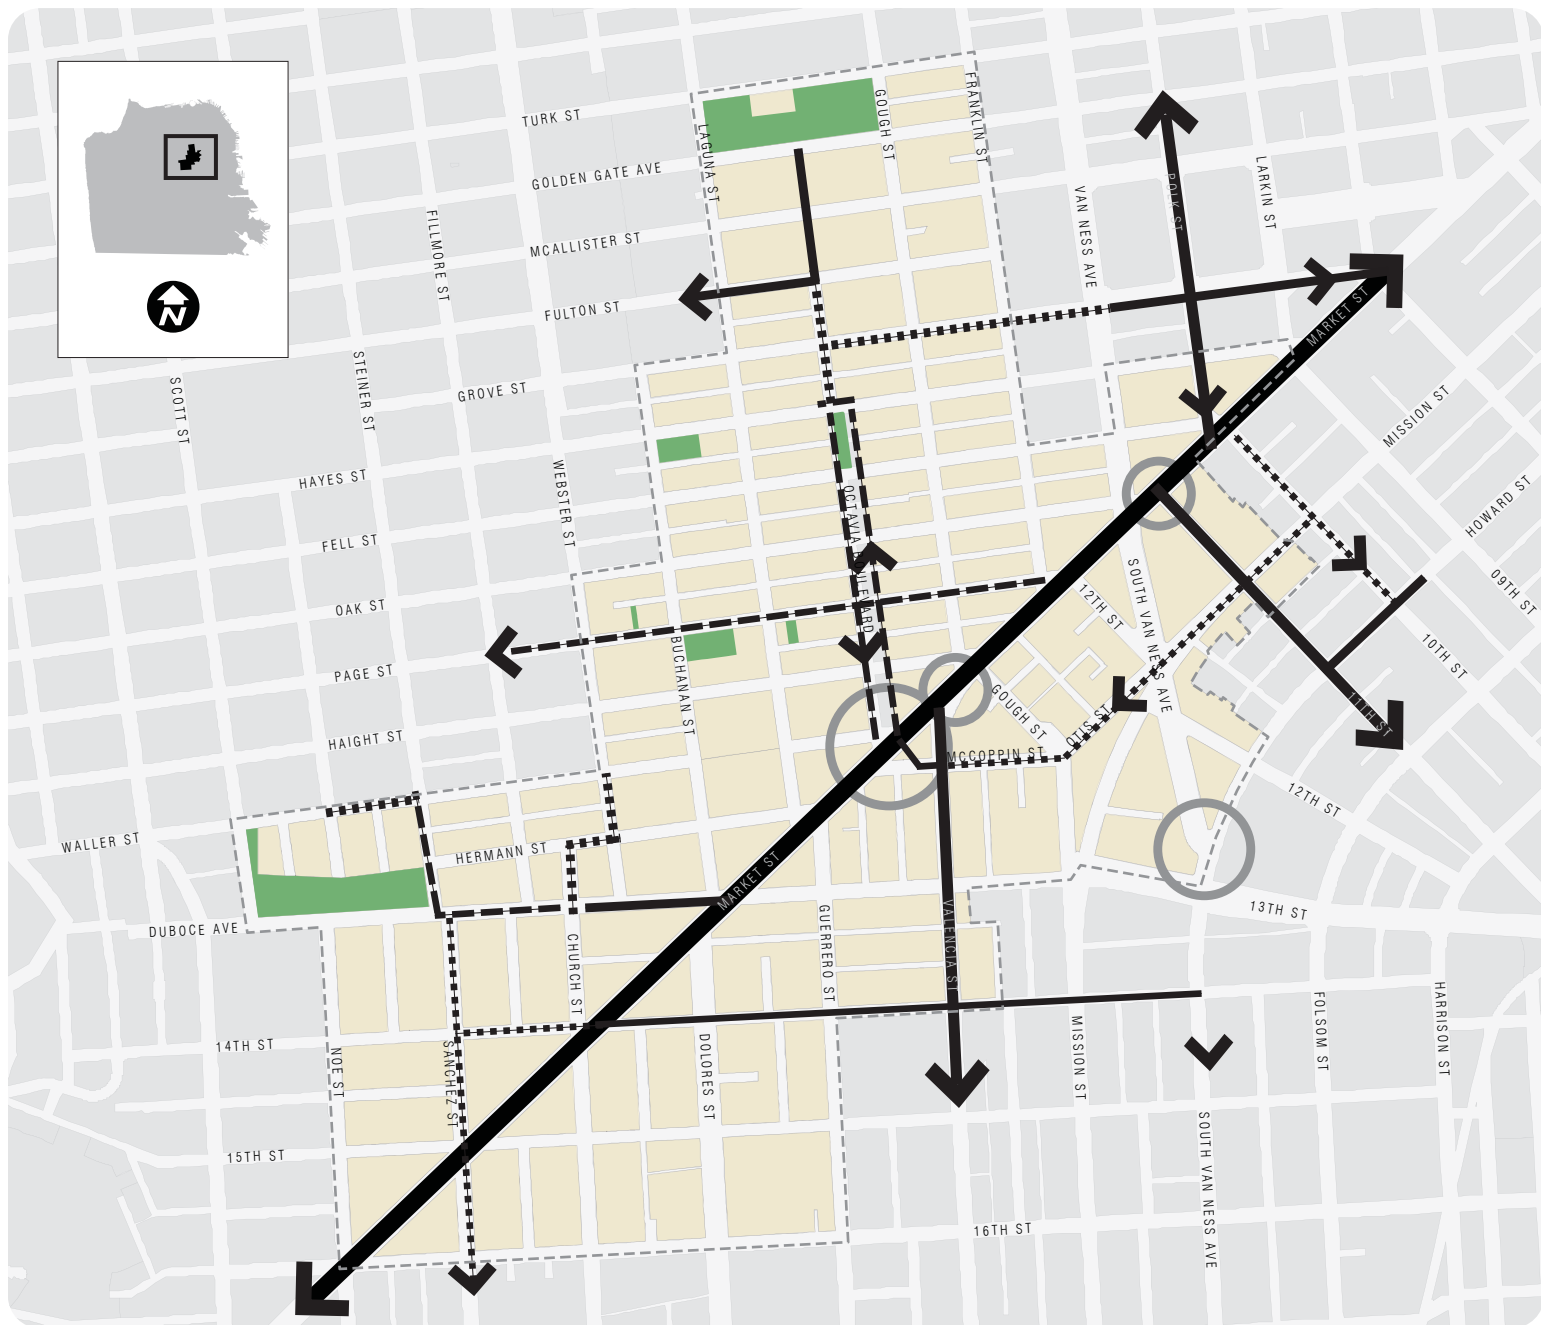 TURK ST
GOLDEN GATE AVE
MCALLISTER ST
FULTON ST
GROVE ST
HAYES ST
FELL ST
OAK ST
PAGE ST
HAIGHT ST
WALLER ST
HERMANN ST
DUBOCE AVE
14TH ST
15TH ST
16TH ST
SCOTT ST
STEINER ST
FILLMORE ST
WEBSTER ST
LAGUNA ST
GOUGH ST
FRANKLIN ST
VAN NESS AVE
POLK ST
LARKIN ST
MARKET ST
MISSION ST
HOWARD ST
09TH ST
10TH ST
11TH ST
12TH ST
SOUTH VAN NESS AVE
12TH ST
GOUGH ST
OTIS ST
MCCOPPIN ST
OCTAVIA BOULEVARD
BUCHANAN ST
MARKET ST
VALENCIA ST
GUERRERO ST
CHURCH ST
DOLORES ST
SANCHEZ ST
NOE ST
13TH ST
MISSION ST
FOLSOM ST
HARRISON ST
SOUTH VAN NESS AVE
N